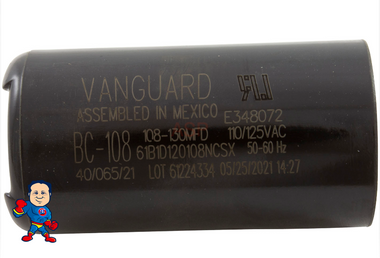 VANGUARD
ASSEMBLED IN MEXICO E348072
BC-108 108-130MFD 110/125VAC
61B1D120108NCSX 50-60 Hz
40/065/21 LOT 61224334 05/25/2021 14:27